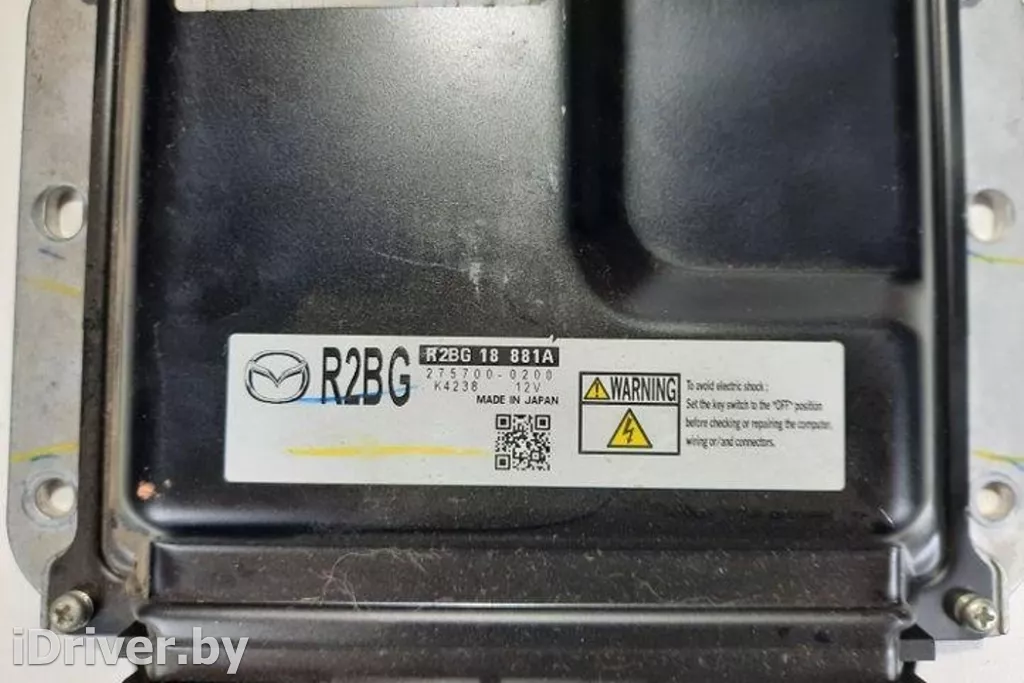 R2BG
R2BG 18 881A
275700-0200
K4238 12V
MADE IN JAPAN
WARNING
To avoid electric shock :
Set the key switch to the "OFF" position
before checking or repairing the computer,
wiring or/and connectors.
iDriver.by